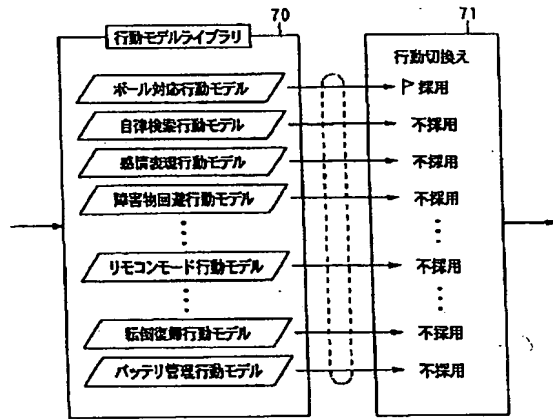 70
71
行動モデルライブラリ
行動切換え
ボール対応行動モデル
採用
自律検索行動モデル
不採用
感情表現行動モデル
不採用
障害物回避行動モデル
不採用
リモコンモード行動モデル
不採用
転倒復帰行動モデル
不採用
バッテリ管理行動モデル
不採用